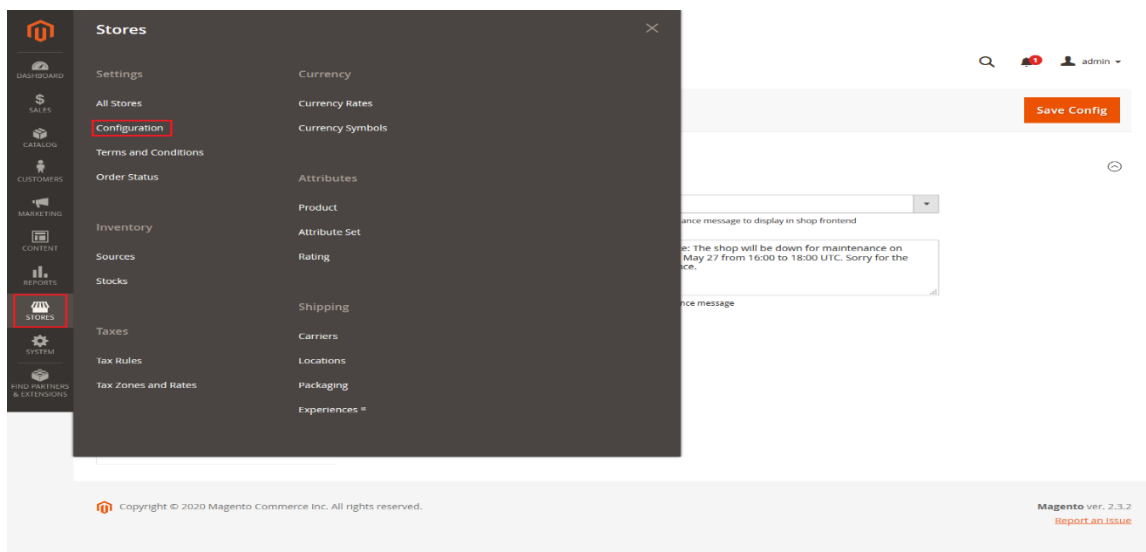 DASHBOARD
SALES
CATALOG
CUSTOMERS
MARKETING
CONTENT
REPORTS
STORES
SYSTEM
FIND PARTNERS
& EXTENSIONS
Stores
Settings
All Stores
Configuration
Terms and Conditions
Order Status
Inventory
Sources
Stocks
Taxes
Tax Rules
Tax Zones and Rates
Currency
Currency Rates
Currency Symbols
Attributes
Product
Attribute Set
Rating
Shipping
Carriers
Locations
Packaging
Experiences
1
admin
Save Config
ance message to display in shop frontend
e: The shop will be down for maintenance on
May 27 from 16:00 to 18:00 UTC. Sorry for the
ice.
nce message
Copyright © 2020 Magento Commerce Inc. All rights reserved.
Magento ver. 2.3.2
Report an Issue